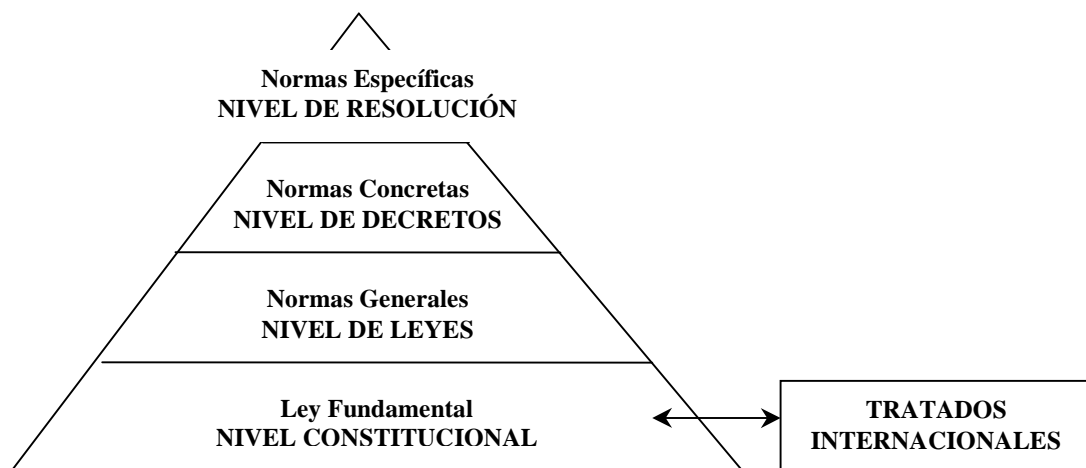 Normas Específicas
NIVEL DE RESOLUCIÓN
Normas Concretas
NIVEL DE DECRETOS
Normas Generales
NIVEL DE LEYES
Ley Fundamental
NIVEL CONSTITUCIONAL
TRATADOS
INTERNACIONALES